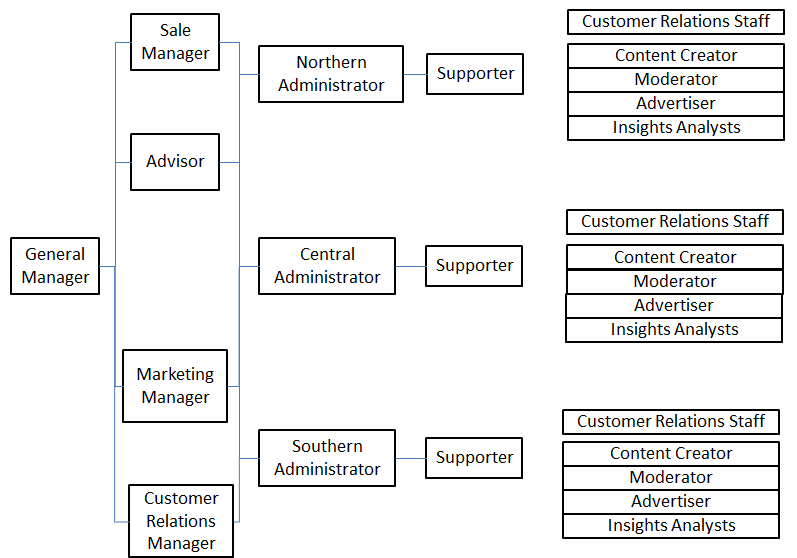 Sale
Manager
Northern
Administrator
Supporter
Customer Relations Staff
Content Creator
Moderator
Advertiser
Insights Analysts
Advisor
General
Manager
Central
Administrator
Supporter
Customer Relations Staff
Content Creator
Moderator
Advertiser
Insights Analysts
Marketing
Manager
Southern
Administrator
Supporter
Customer Relations Staff
Content Creator
Moderator
Advertiser
Insights Analysts
Customer
Relations
Manager